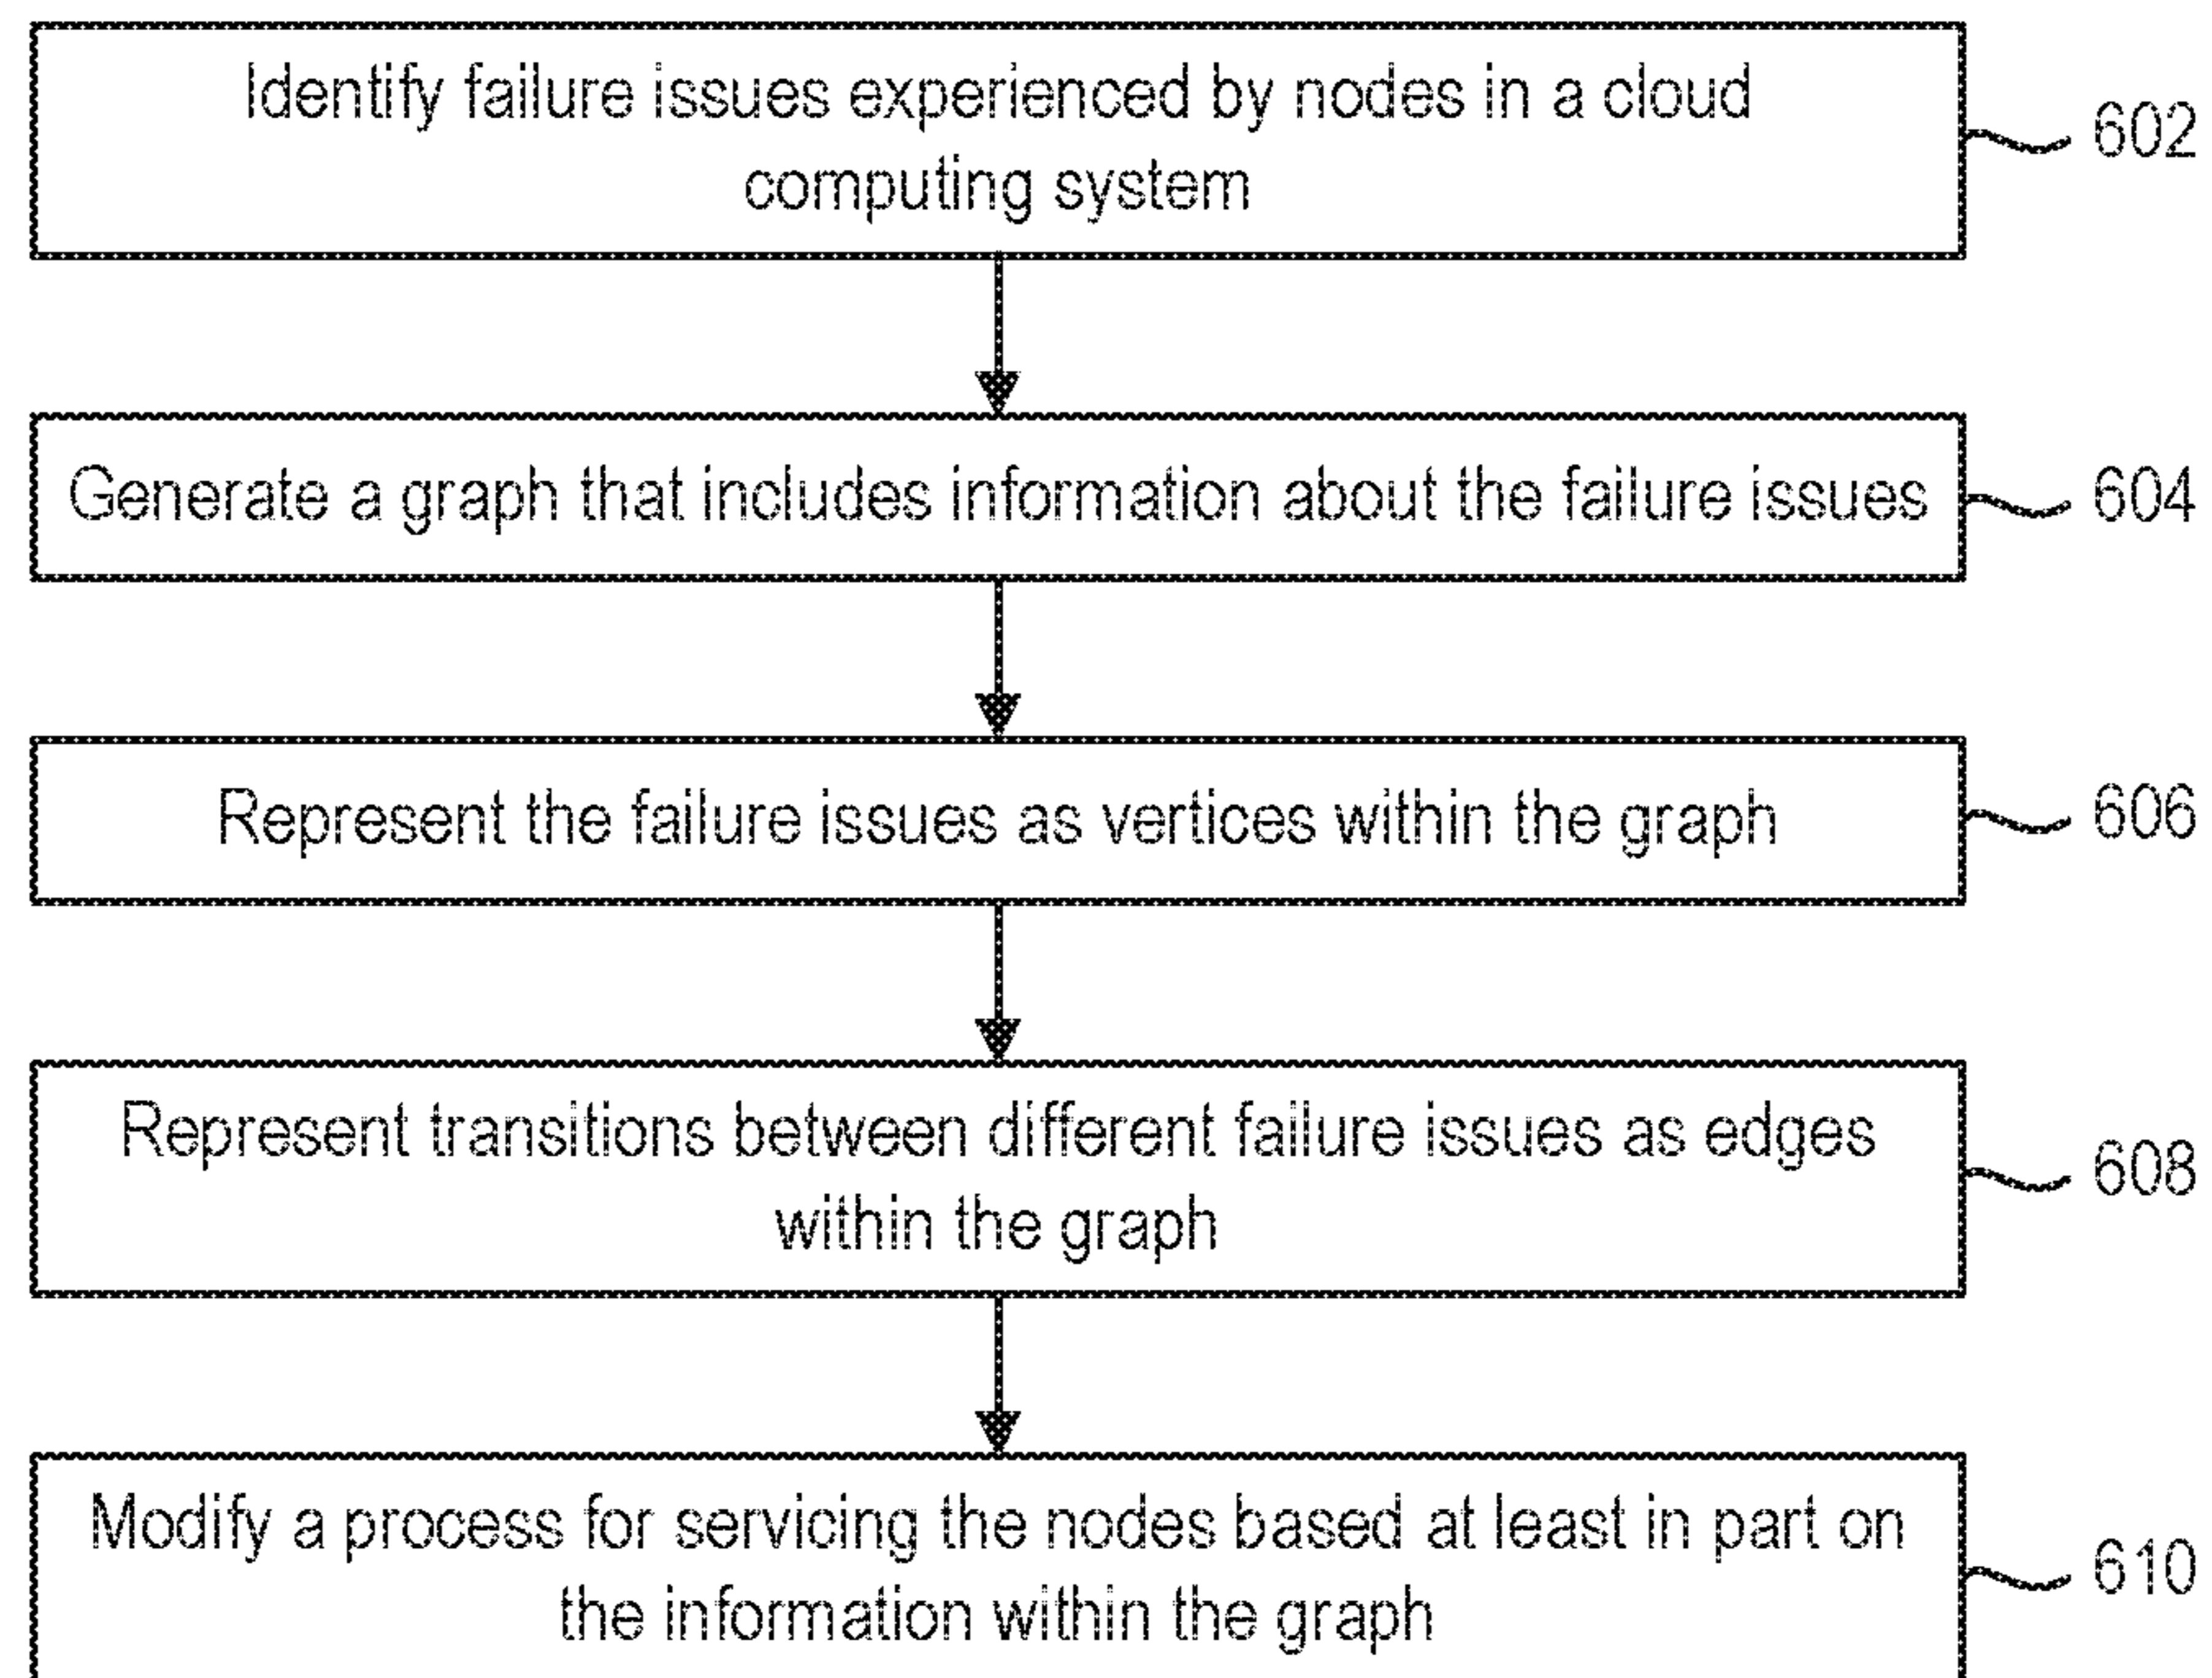 Identify failure issues experienced by nodes in a cloud
computing system
602
Generate a graph that includes information about the failure issues
604
Represent the failure issues as vertices within the graph
606
Represent transitions between different failure issues as edges
within the graph
608
Modify a process for servicing the nodes based at least in part on
the information within the graph
610